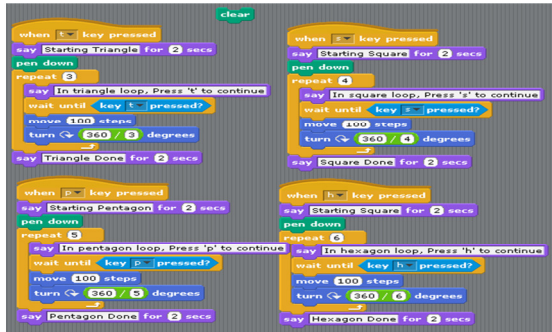 clear
when t key pressed
say Starting Triangle for 2 secs
pen down
repeat 3
say In triangle loop, Press 't' to continue
wait until key t pressed?
move 100 steps
turn 360 / 3 degrees
say Triangle Done for 2 secs
when s key pressed
say Starting Square for 2 secs
pen down
repeat 4
say In square loop, Press 's' to continue
wait until key s pressed?
move 100 steps
turn 360 / 4 degrees
say Square Done for 2 secs
when p key pressed
say Starting Pentagon for 2 secs
pen down
repeat 5
say In pentagon loop, Press 'p' to continue
wait until key p pressed?
move 100 steps
turn 360 / 5 degrees
say Pentagon Done for 2 secs
when h key pressed
say Starting Square for 2 secs
pen down
repeat 6
say In hexagon loop, Press 'h' to continue
wait until key h pressed?
move 100 steps
turn 360 / 6 degrees
say Hexagon Done for 2 secs